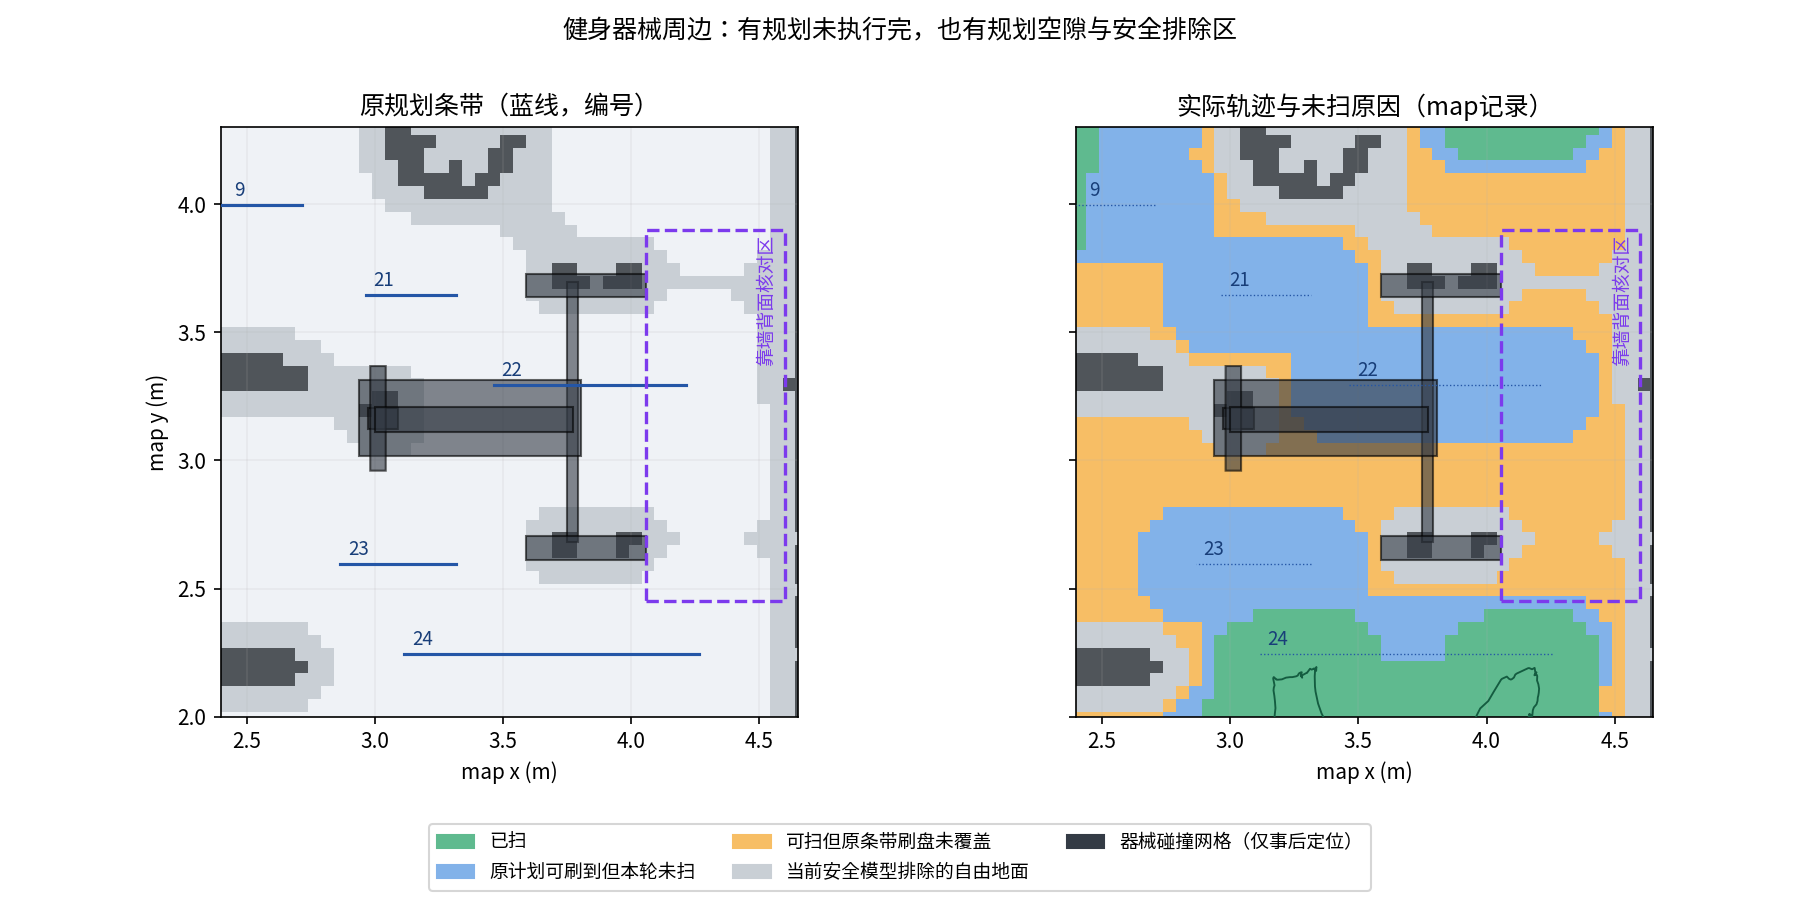 健身器械周边：有规划未执行完，也有规划空隙与安全排除区
原规划条带（蓝线，编号）
9
21
22
23
24
靠墙背面核对区
4.0
3.5
3.0
2.5
2.0
map y (m)
2.5 3.0 3.5 4.0 4.5
map x (m)
实际轨迹与未扫原因（map记录）
9
21
22
23
24
靠墙背面核对区
2.5 3.0 3.5 4.0 4.5
map x (m)
已扫
原计划可刷到但本轮未扫
可扫但原条带刷盘未覆盖
当前安全模型排除的自由地面
器械碰撞网格（仅事后定位）